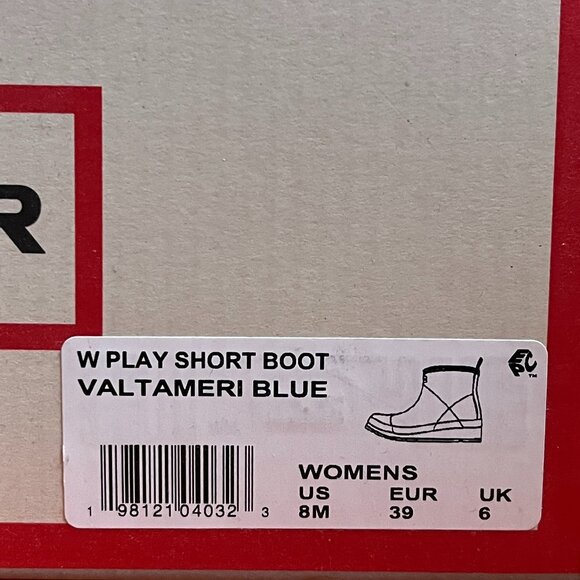 R
W PLAY SHORT BOOT
VALTAMERI BLUE
WOMENS
US EUR UK
8M 39 6
1 98121 04032 3